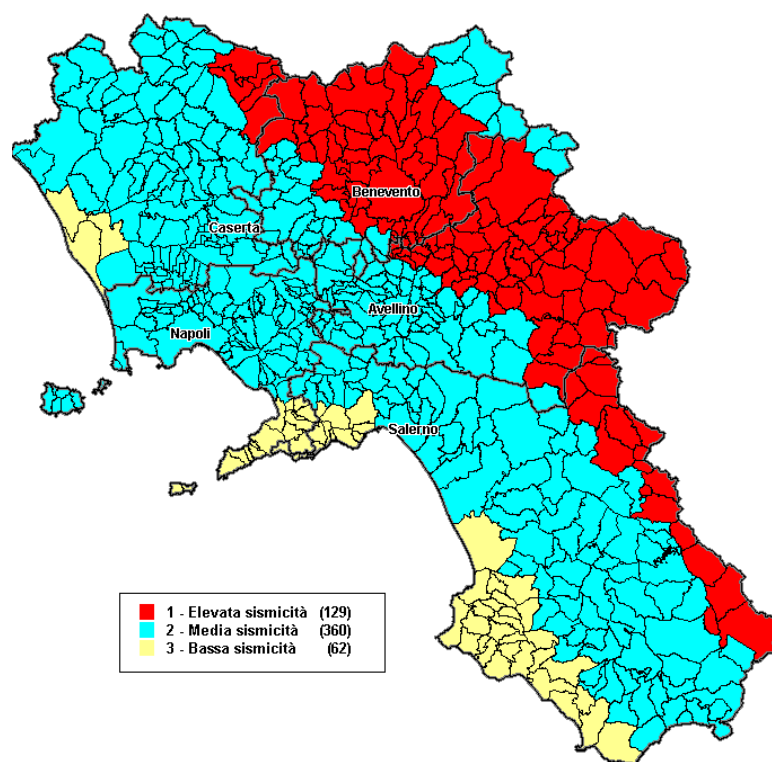 Benevento
Caserta
Avellino
Napoli
Salerno
1 - Elevata sismicità (129)
2 - Media sismicità (360)
3 - Bassa sismicità (62)